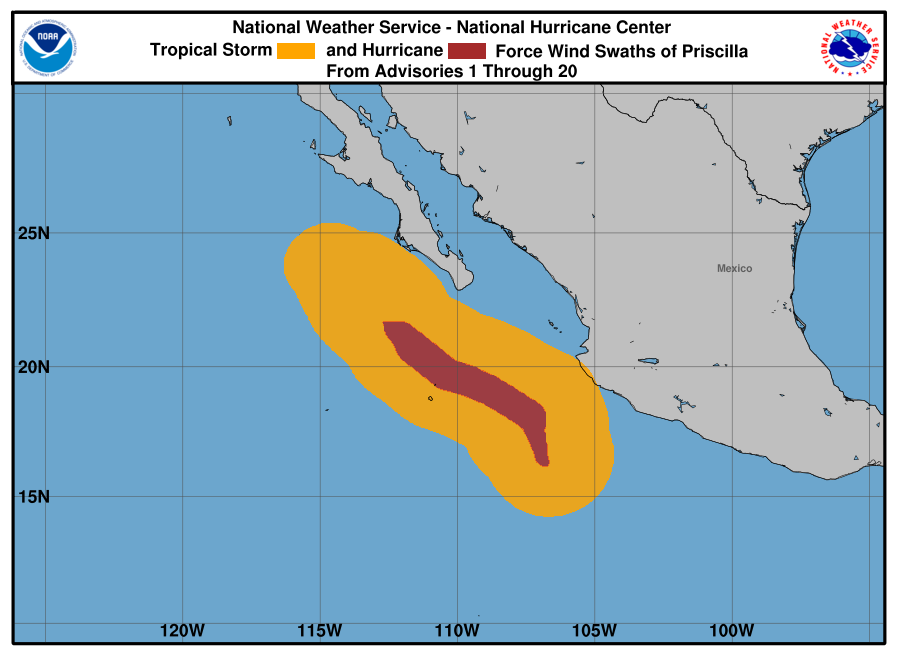 National Weather Service - National Hurricane Center
Tropical Storm and Hurricane Force Wind Swaths of Priscilla
From Advisories 1 Through 20
NOAA
NATIONAL WEATHER SERVICE
25N
Mexico
20N
15N
120W 115W 110W 105W 100W